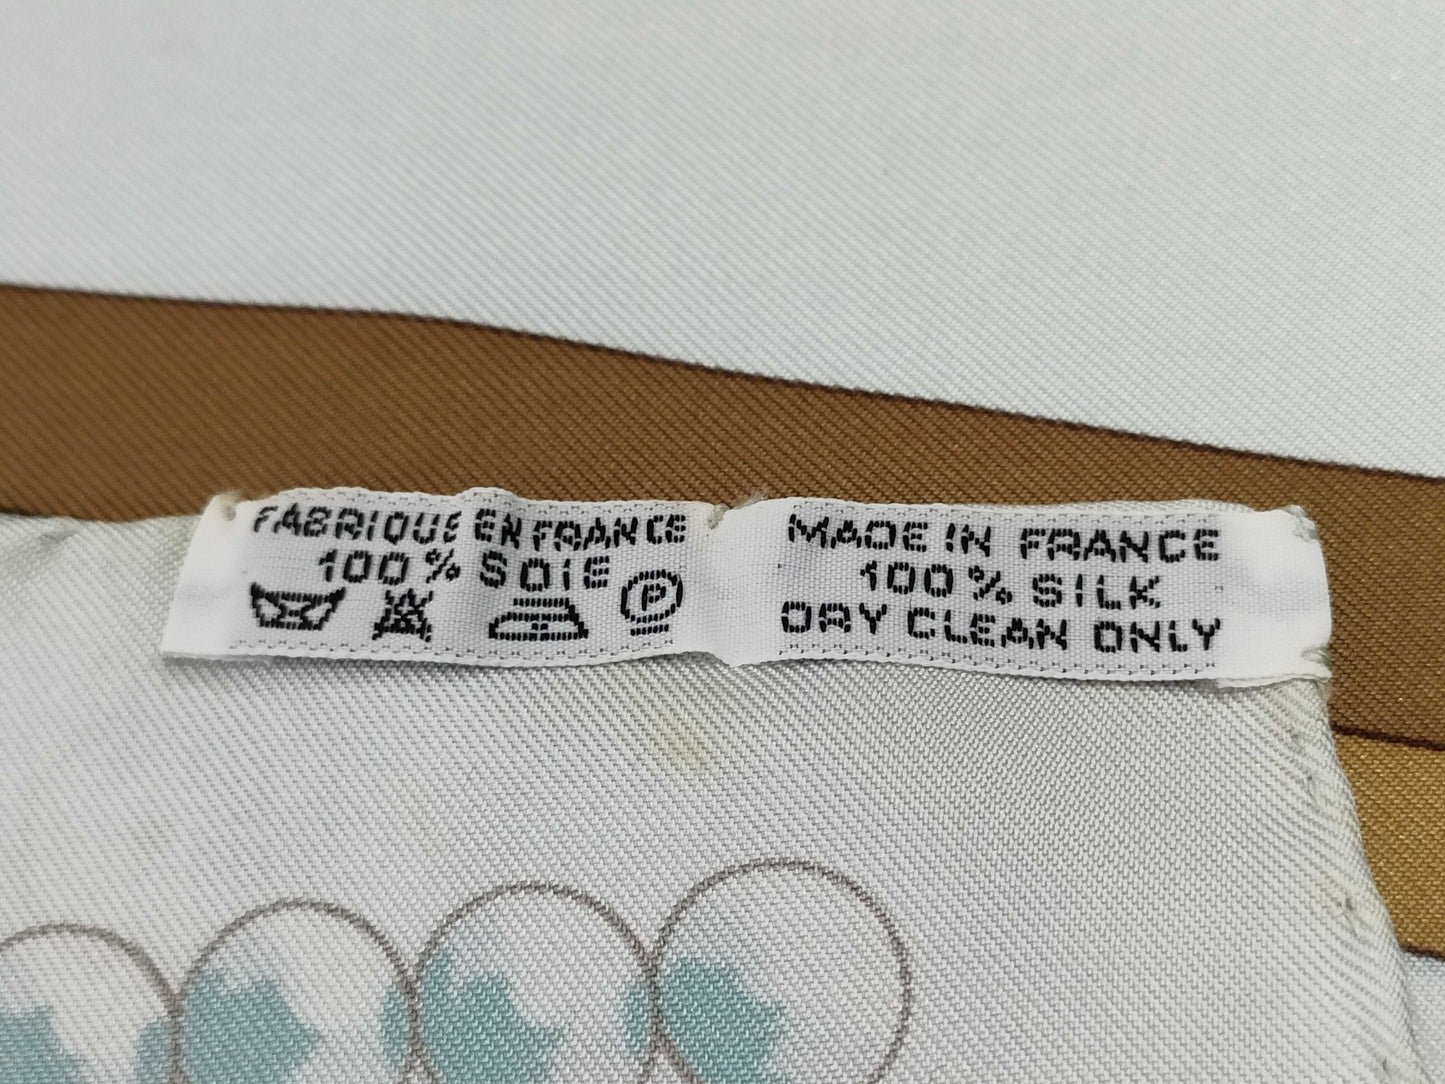 FABRIQUE EN FRANCE
100% SOIE
P
MADE IN FRANCE
100% SILK
DRY CLEAN ONLY